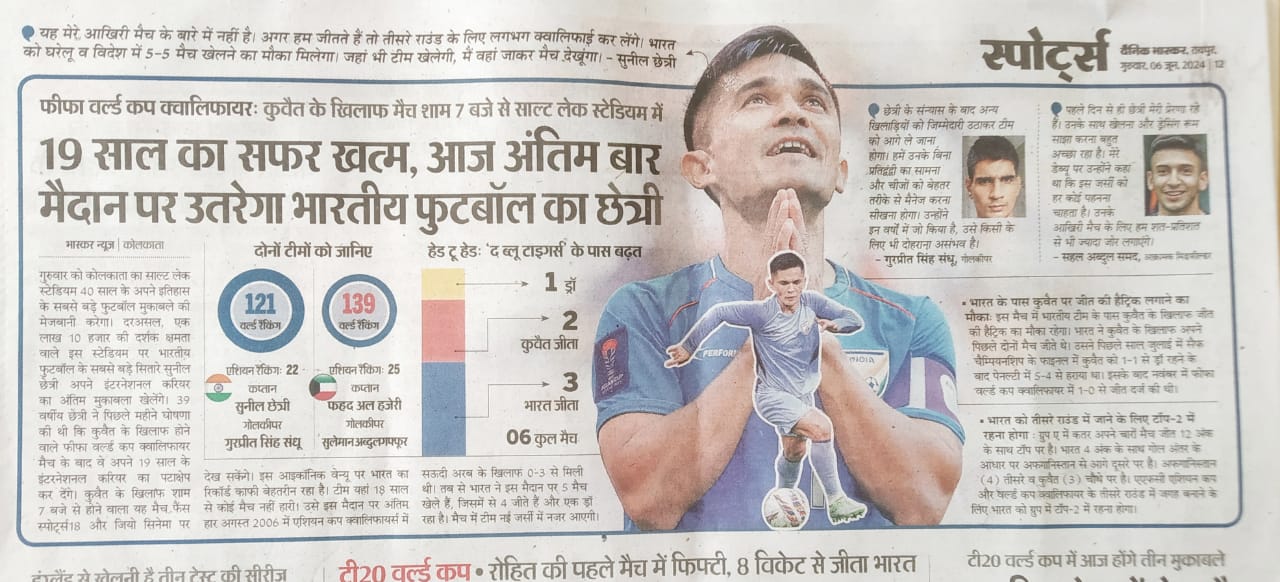 यह मेरे आखिरी मैच के बारे में नहीं है। अगर हम जीतते हैं तो तीसरे राउंड के लिए लगभग क्वालिफाई कर लेंगे। भारत
को घरेलू व विदेश में 5-5 मैच खेलने का मौका मिलेगा। जहां भी टीम खेलेगी, मैं वहां जाकर मैच देखूंगा। - सुनील छेत्री
स्पोर्ट्स
दैनिक भास्कर, रायपुर,
गुरुवार, 06 जून, 2024 | 12
फीफा वर्ल्ड कप क्वालिफायर: कुवैत के खिलाफ मैच शाम 7 बजे से साल्ट लेक स्टेडियम में
19 साल का सफर खत्म, आज अंतिम बार
मैदान पर उतरेगा भारतीय फुटबॉल का छेत्री
भास्कर न्यूज़ | कोलकाता
गुरुवार को कोलकाता का साल्ट लेक
स्टेडियम 40 साल के अपने इतिहास
के सबसे बड़े फुटबॉल मुकाबले की
मेजबानी करेगा। दरअसल, एक
लाख 10 हजार की दर्शक क्षमता
वाले इस स्टेडियम पर भारतीय
फुटबॉल के सबसे बड़े सितारे सुनील
छेत्री अपने इंटरनेशनल करियर
का अंतिम मुकाबला खेलेंगे। 39
वर्षीय छेत्री ने पिछले महीने घोषणा
की थी कि कुवैत के खिलाफ होने
वाले फीफा वर्ल्ड कप क्वालिफायर
मैच के बाद वे अपने 19 साल के
इंटरनेशनल करियर का पटाक्षेप
कर देंगे। कुवैत के खिलाफ शाम
7 बजे से होने वाला यह मैच, फैंस
स्पोर्ट्स18 और जियो सिनेमा पर
दोनों टीमों को जानिए
121
वर्ल्ड रैंकिंग
एशियन रैंकिंग: 22
कप्तान
सुनील छेत्री
गोलकीपर
गुरप्रीत सिंह संधू
139
वर्ल्ड रैंकिंग
एशियन रैंकिंग: 25
कप्तान
फहद अल हजेरी
गोलकीपर
सुलेमान अब्दुलगफ्फूर
हेड टू हेड: 'द ब्लू टाइगर्स' के पास बढ़त
1 ड्रॉ
2
कुवैत जीता
3
भारत जीता
06 कुल मैच
देख सकेंगे। इस आइकॉनिक वेन्यू पर भारत का
रिकॉर्ड काफी बेहतरीन रहा है। टीम यहां 18 साल
से कोई मैच नहीं हारी। उसे इस मैदान पर अंतिम
हार अगस्त 2006 में एशियन कप क्वालिफायर्स में
सऊदी अरब के खिलाफ 0-3 से मिली
थी। तब से भारत ने इस मैदान पर 5 मैच
खेले हैं, जिसमें से 4 जीते हैं और एक ड्रॉ
रहा है। मैच में टीम नई जर्सी में नजर आएगी।
PERFOR
INDIA
छेत्री के संन्यास के बाद अन्य
खिलाड़ियों को जिम्मेदारी उठाकर टीम
को आगे ले जाना
होगा। हमें उनके बिना
प्रतिद्वंद्वी का सामना
और चीजों को बेहतर
तरीके से मैनेज करना
सीखना होगा। उन्होंने
इन वर्षों में जो किया है, उसे किसी के
लिए भी दोहराना असंभव है।
- गुरप्रीत सिंह संधू, गोलकीपर
पहले दिन से ही छेत्री मेरी प्रेरणा रहे
हैं। उनके साथ खेलना और ड्रेसिंग रूम
साझा करना बहुत
अच्छा रहा है। मेरे
डेब्यू पर उन्होंने कहा
था कि इस जर्सी को
हर कोई पहनना
चाहता है। उनके
आखिरी मैच के लिए हम शत-प्रतिशत
से भी ज्यादा जोर लगाएंगे।
- सहल अब्दुल समद, आक्रामक मिडफील्डर
▪ भारत के पास कुवैत पर जीत की हैट्रिक लगाने का
मौका: इस मैच में भारतीय टीम के पास कुवैत के खिलाफ जीत
की हैट्रिक का मौका रहेगा। भारत ने कुवैत के खिलाफ अपने
पिछले दोनों मैच जीते थे। उसने पिछले साल जुलाई में सैफ
चैम्पियनशिप के फाइनल में कुवैत को 1-1 से ड्रॉ रहने के
बाद पेनल्टी में 5-4 से हराया था। इसके बाद नवंबर में फीफा
वर्ल्ड कप क्वालिफायर में 1-0 से जीत दर्ज की थी।
▪ भारत को तीसरे राउंड में जाने के लिए टॉप-2 में
रहना होगा: ग्रुप ए में कतर अपने चारों मैच जीत 12 अंक
के साथ टॉप पर है। भारत 4 अंक के साथ गोल अंतर के
आधार पर अफगानिस्तान से आगे दूसरे पर है। अफगानिस्तान
(4) तीसरे व कुवैत (3) चौथे पर है। एएफसी एशियन कप
और वर्ल्ड कप क्वालिफायर के तीसरे राउंड में जगह बनाने के
लिए भारत को ग्रुप में टॉप-2 में रहना होगा।
इंग्लैंड से खेलनी है तीन टेस्ट की सीरीज
टी20 वर्ल्ड कप • रोहित की पहले मैच में फिफ्टी, 8 विकेट से जीता भारत
टी20 वर्ल्ड कप में आज होंगे तीन मुकाबले